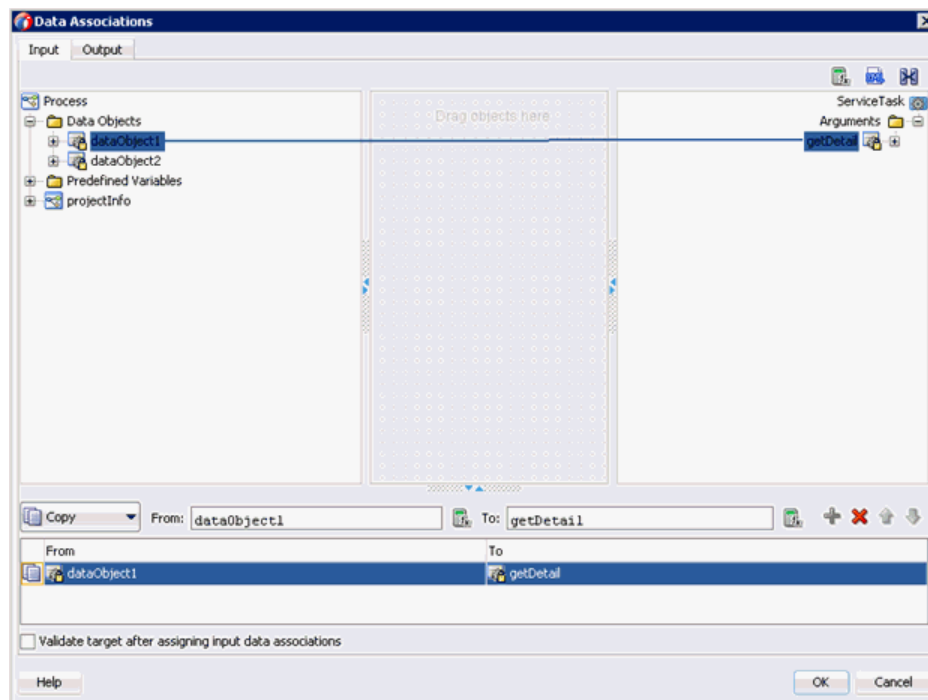 Data Associations
Input Output
Process ServiceTask
Data Objects Arguments
Drag objects here
dataObject1 getDetail
dataObject2
Predefined Variables
projectInfo
Copy From: dataObject1 To: getDetail
From To
dataObject1 getDetail
Validate target after assigning input data associations
Help OK Cancel